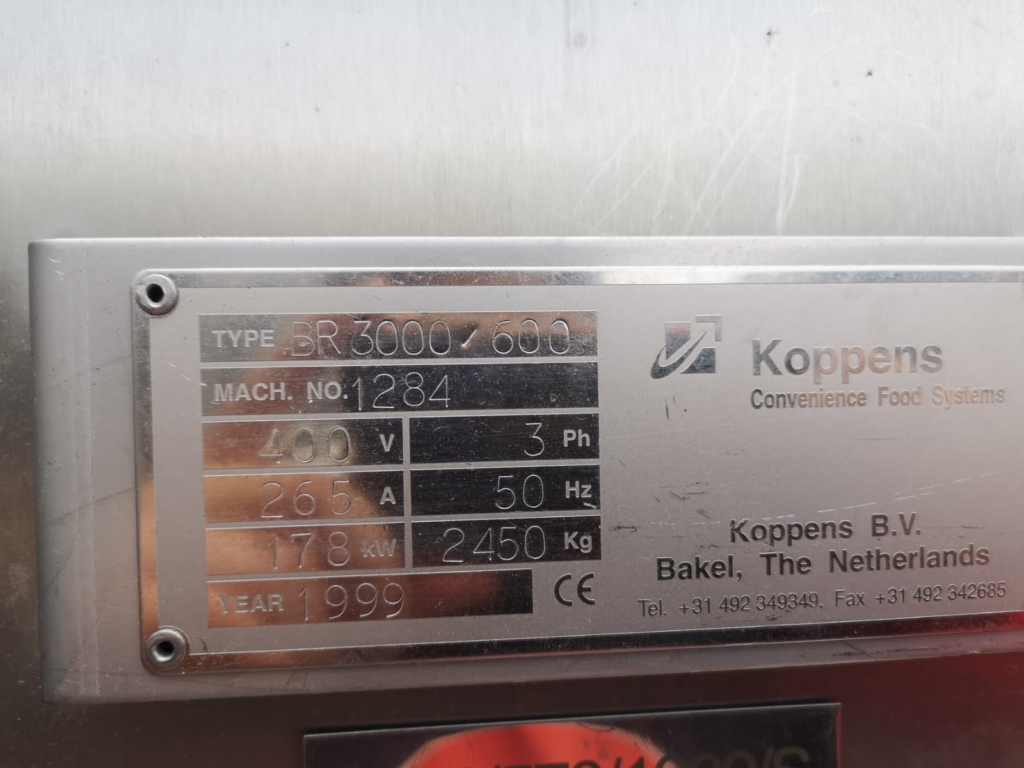 TYPE BR 3000 / 600
MACH. NO. 1284
400 V 3 Ph
265 A 50 Hz
178 kW 2450 Kg
YEAR 1999 CE
Koppens
Convenience Food Systems
Koppens B.V.
Bakel, The Netherlands
Tel. +31 492 349349, Fax +31 492 342685